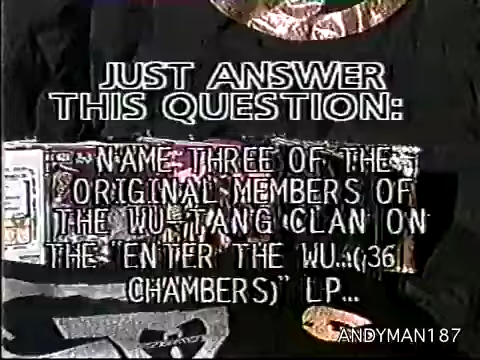 JUST ANSWER
THIS QUESTION:
NAME THREE OF THE
ORIGINAL MEMBERS OF
THE WU-TANG CLAN ON
THE "ENTER THE WU...(36
CHAMBERS)" LP...
ANDYMAN187